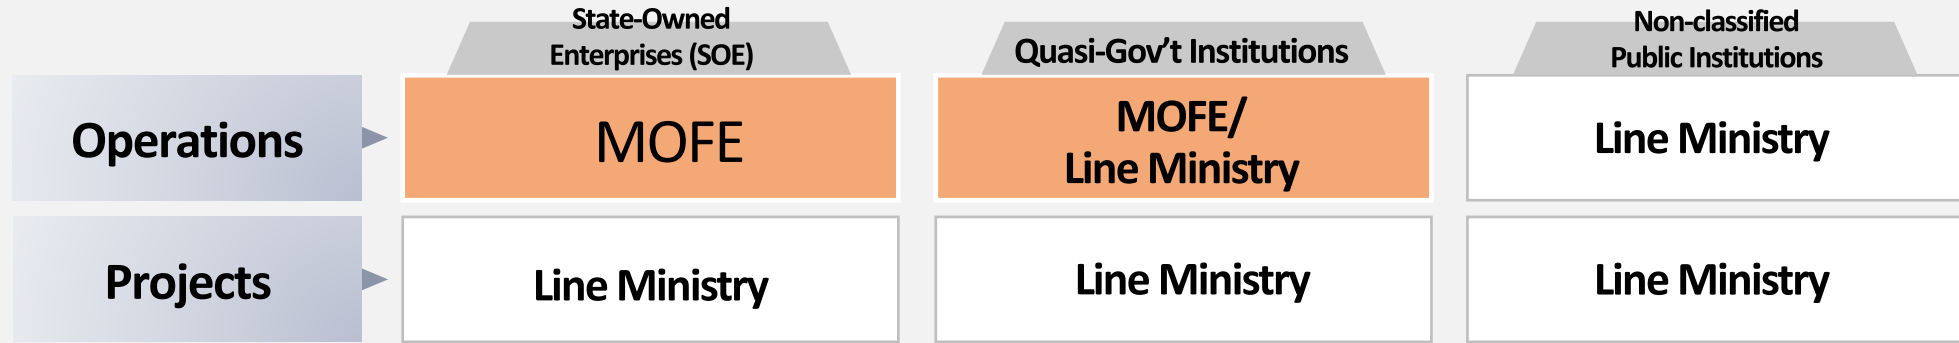 State-Owned
Enterprises (SOE)
Quasi-Gov’t Institutions
Non-classified
Public Institutions
Operations
MOFE
MOFE/
Line Ministry
Line Ministry
Projects
Line Ministry
Line Ministry
Line Ministry